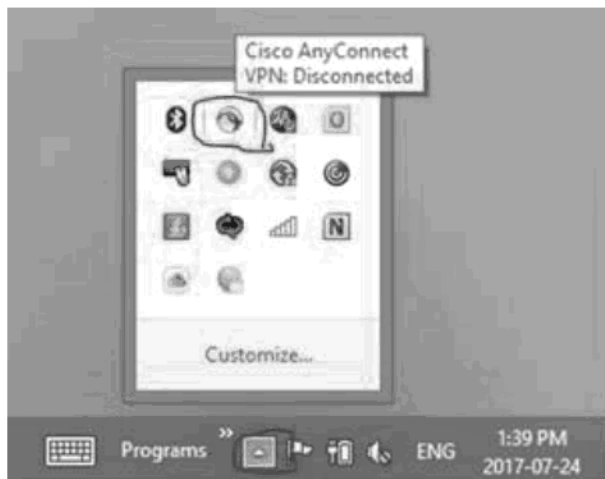 Cisco AnyConnect
VPN: Disconnected
O
N
Customize...
Programs
ENG
1:39 PM
2017-07-24